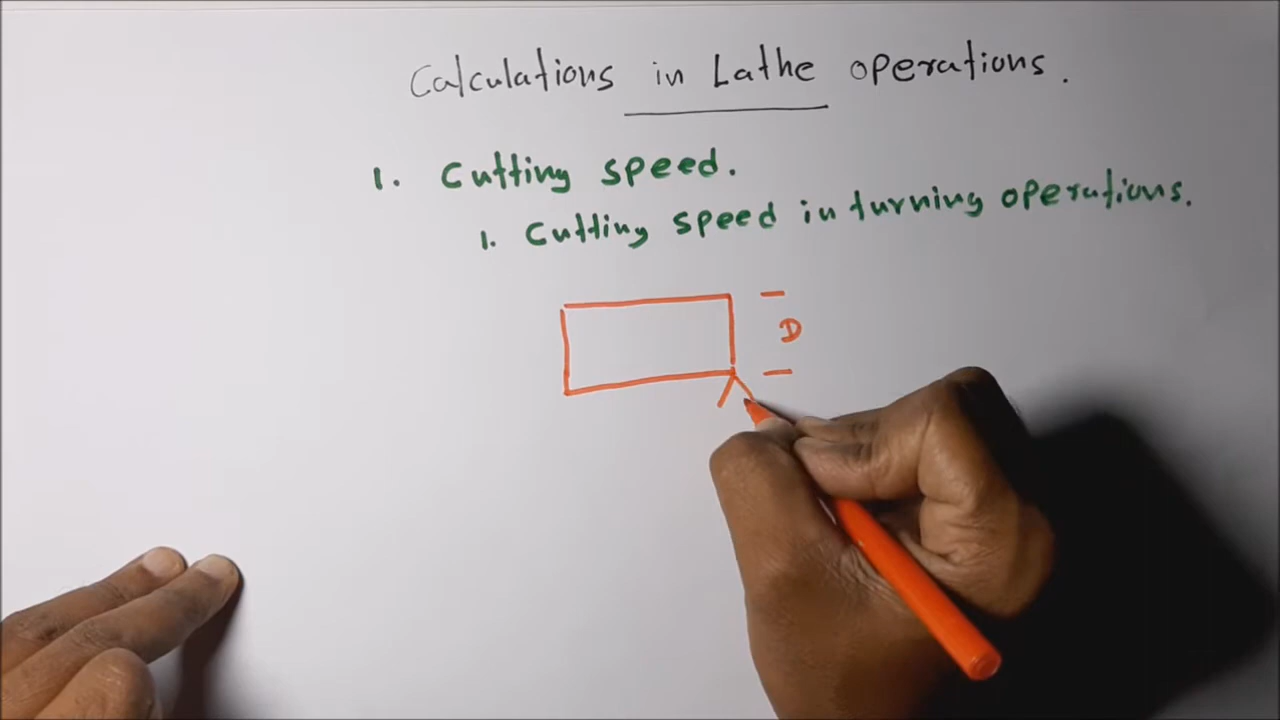 Calculations in Lathe operations.
1. Cutting speed.
1. Cutting speed in turning operations.
D